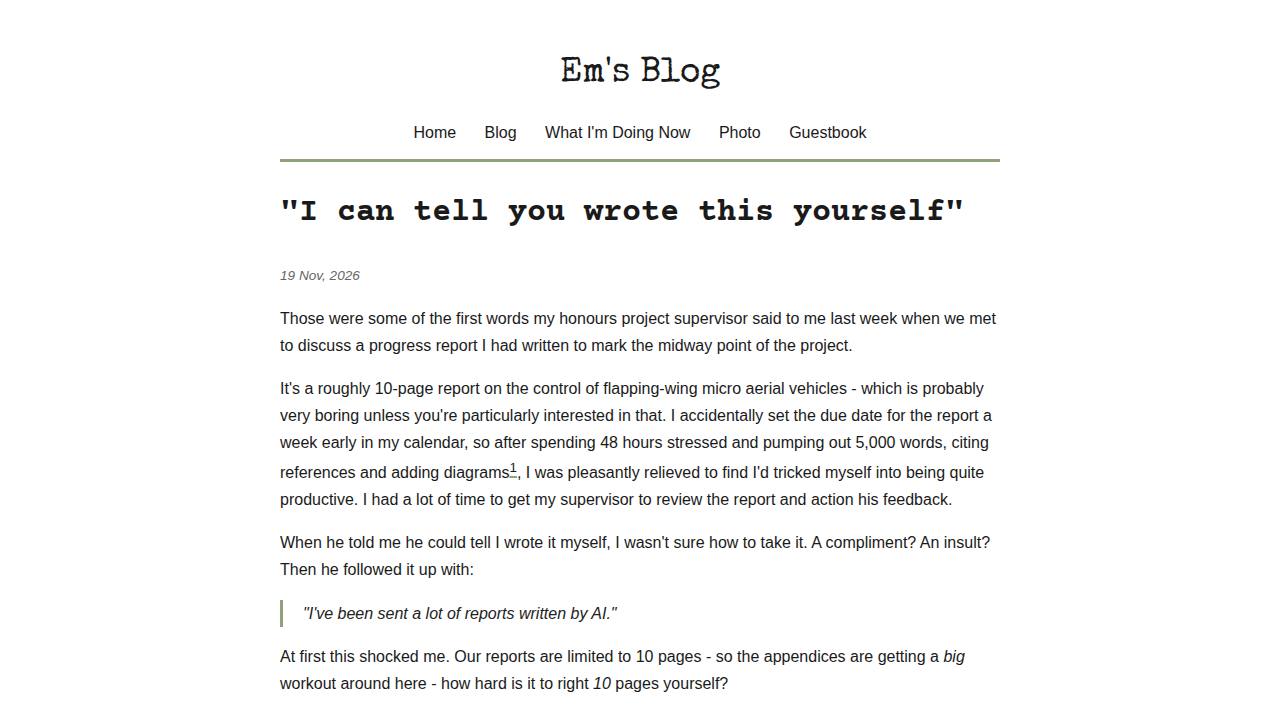 Em's Blog
Home Blog What I'm Doing Now Photo Guestbook
"I can tell you wrote this yourself"
19 Nov, 2026
Those were some of the first words my honours project supervisor said to me last week when we met
to discuss a progress report I had written to mark the midway point of the project.
It's a roughly 10-page report on the control of flapping-wing micro aerial vehicles - which is probably
very boring unless you're particularly interested in that. I accidentally set the due date for the report a
week early in my calendar, so after spending 48 hours stressed and pumping out 5,000 words, citing
references and adding diagrams1, I was pleasantly relieved to find I'd tricked myself into being quite
productive. I had a lot of time to get my supervisor to review the report and action his feedback.
When he told me he could tell I wrote it myself, I wasn't sure how to take it. A compliment? An insult?
Then he followed it up with:
"I've been sent a lot of reports written by AI."
At first this shocked me. Our reports are limited to 10 pages - so the appendices are getting a big
workout around here - how hard is it to right 10 pages yourself?